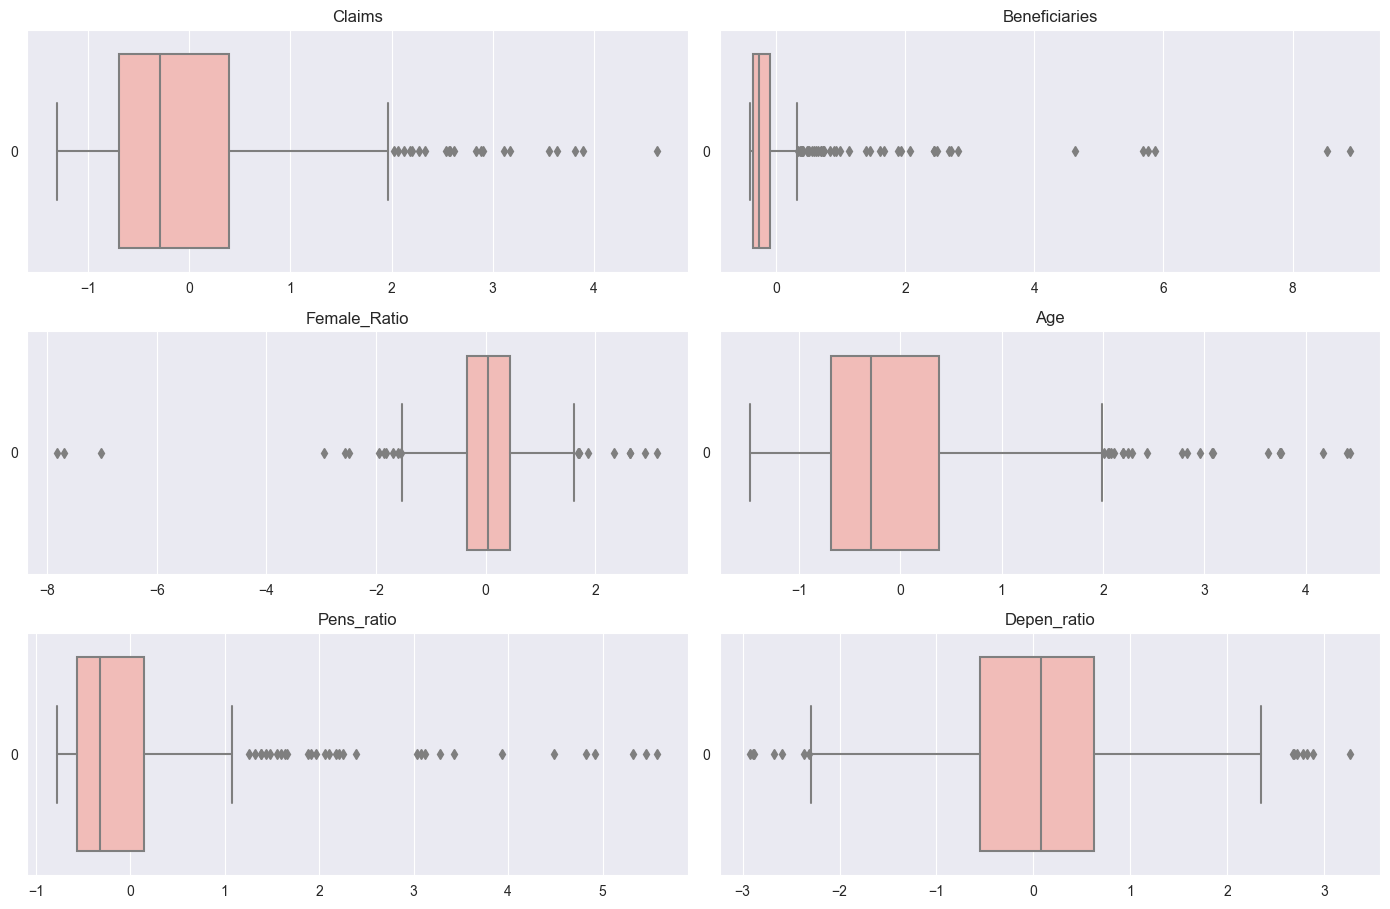 Claims
Beneficiaries
0
0
−1 0 1 2 3 4
0 2 4 6 8
Female_Ratio
Age
0
0
−8 −6 −4 −2 0 2
−1 0 1 2 3 4
Pens_ratio
Depen_ratio
0
0
−1 0 1 2 3 4 5
−3 −2 −1 0 1 2 3